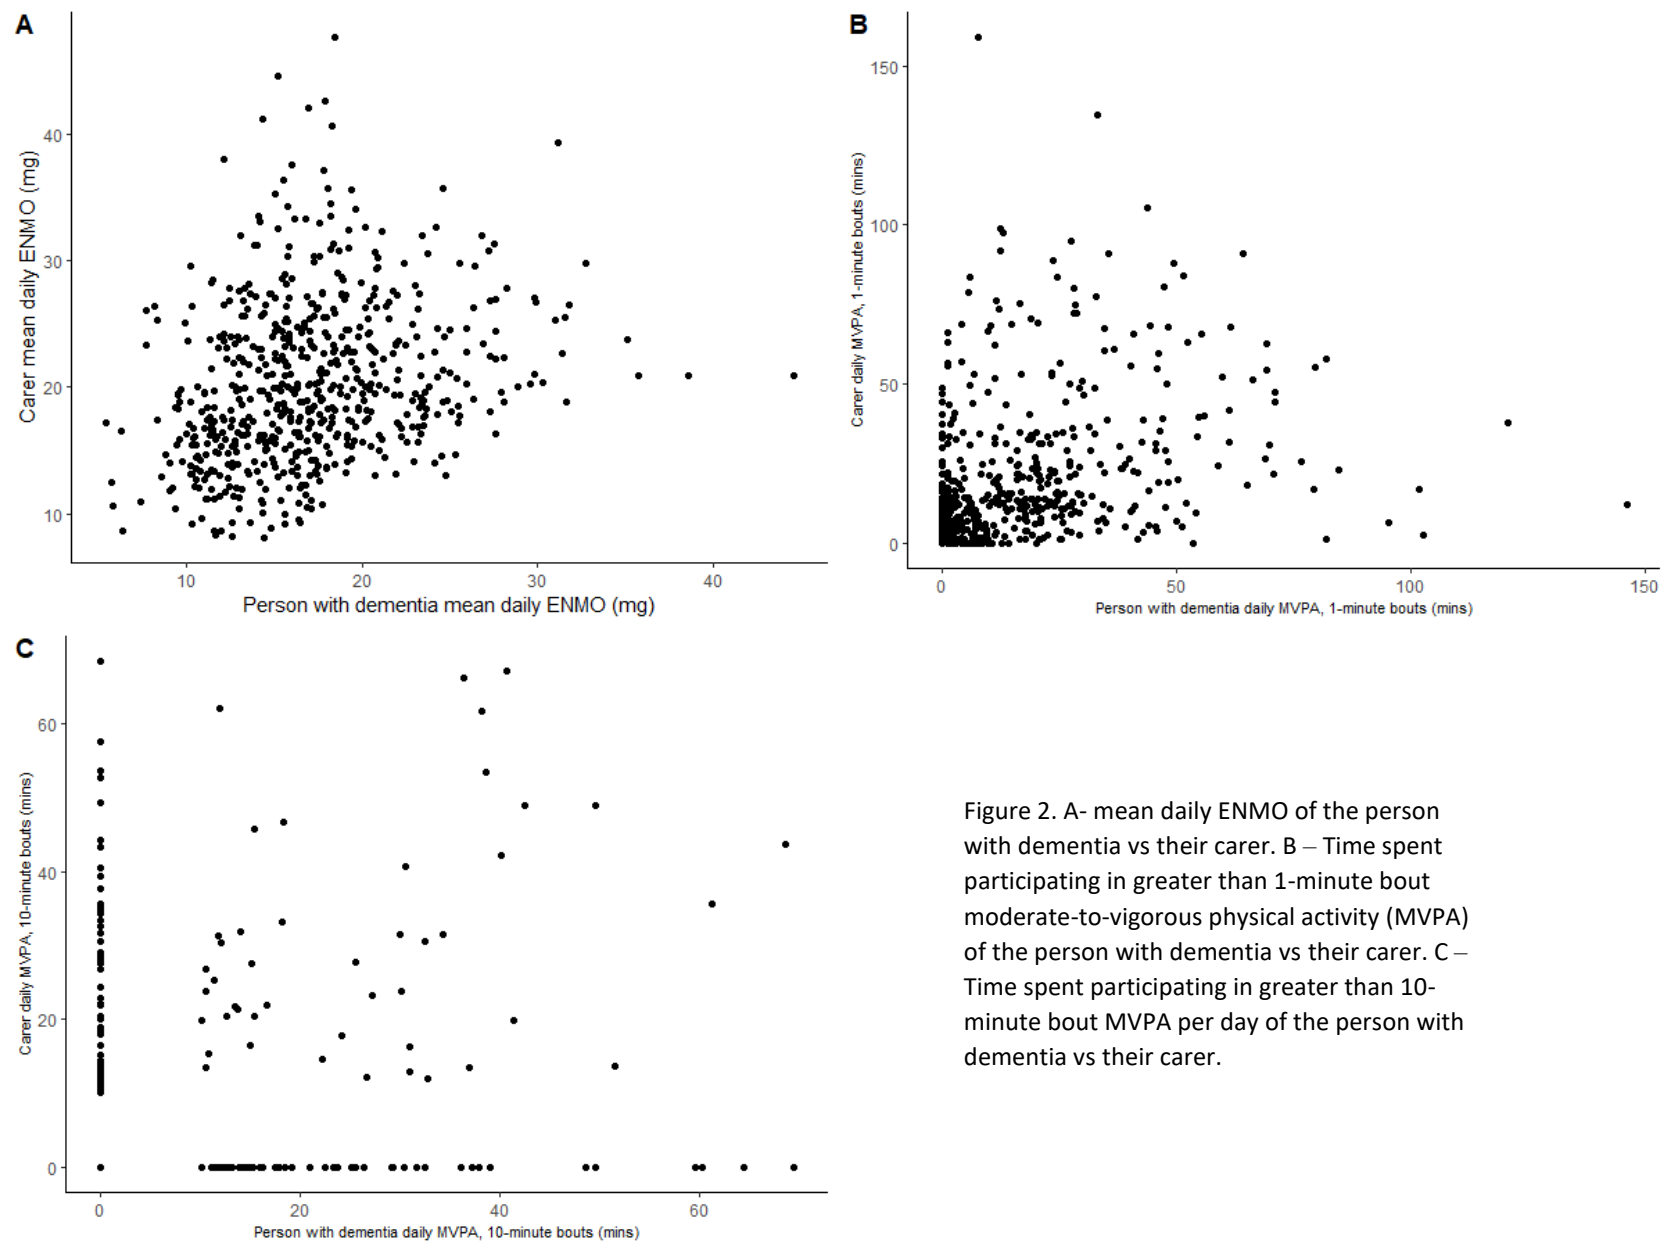 A
Carer mean daily ENMO (mg)
40
30
20
10
10 20 30 40
Person with dementia mean daily ENMO (mg)
B
Carer daily MVPA, 1-minute bouts (mins)
150
100
50
0
0 50 100 150
Person with dementia daily MVPA, 1-minute bouts (mins)
C
Carer daily MVPA, 10-minute bouts (mins)
60
40
20
0
0 20 40 60
Person with dementia daily MVPA, 10-minute bouts (mins)
Figure 2. A- mean daily ENMO of the person
with dementia vs their carer. B – Time spent
participating in greater than 1-minute bout
moderate-to-vigorous physical activity (MVPA)
of the person with dementia vs their carer. C –
Time spent participating in greater than 10-
minute bout MVPA per day of the person with
dementia vs their carer.